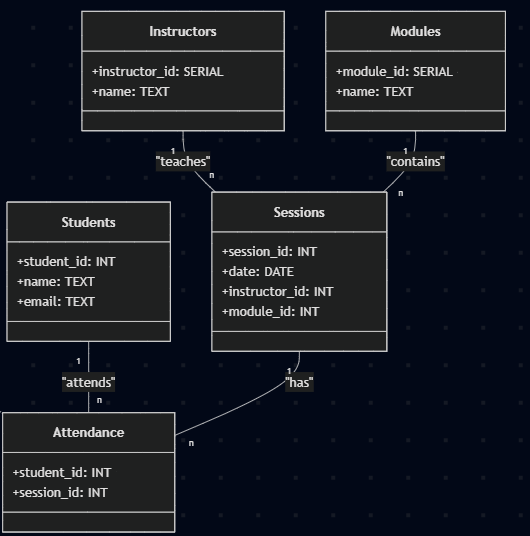 Instructors
+instructor_id: SERIAL
+name: TEXT
Modules
+module_id: SERIAL
+name: TEXT
1
"teaches"
n
1
"contains"
n
Students
+student_id: INT
+name: TEXT
+email: TEXT
Sessions
+session_id: INT
+date: DATE
+instructor_id: INT
+module_id: INT
1
"attends"
n
1
"has"
n
Attendance
+student_id: INT
+session_id: INT